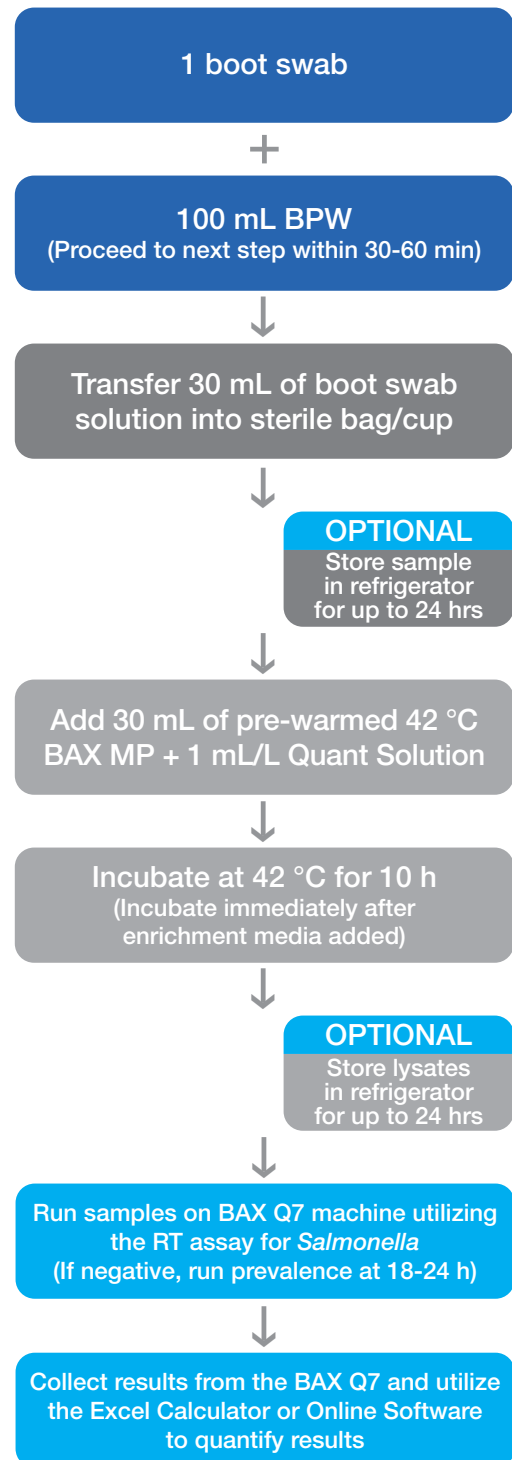 1 boot swab
+
100 mL BPW
(Proceed to next step within 30-60 min)
Transfer 30 mL of boot swab
solution into sterile bag/cup
OPTIONAL
Store sample
in refrigerator
for up to 24 hrs
Add 30 mL of pre-warmed 42 °C
BAX MP + 1 mL/L Quant Solution
Incubate at 42 °C for 10 h
(Incubate immediately after
enrichment media added)
OPTIONAL
Store lysates
in refrigerator
for up to 24 hrs
Run samples on BAX Q7 machine utilizing
the RT assay for Salmonella
(If negative, run prevalence at 18-24 h)
Collect results from the BAX Q7 and utilize
the Excel Calculator or Online Software
to quantify results